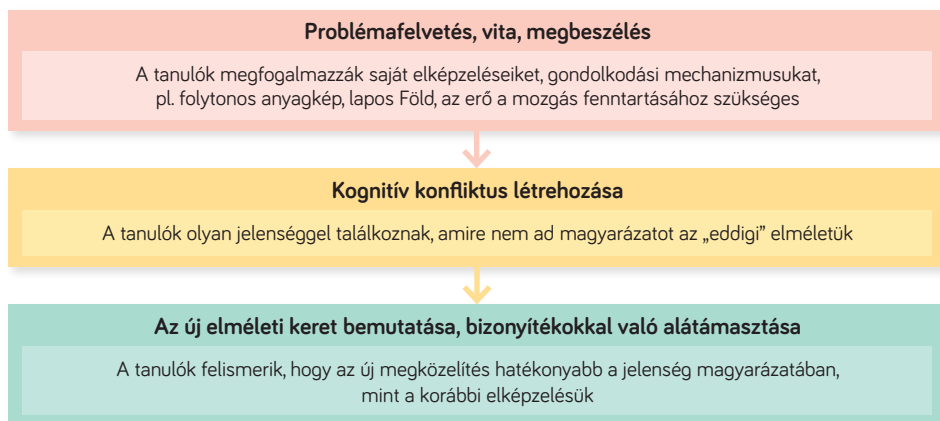 Problémafelvetés, vita, megbeszélés
A tanulók megfogalmazzák saját elképzeléseiket, gondolkodási mechanizmusukat,
pl. folytonos anyagkép, lapos Föld, az erő a mozgás fenntartásához szükséges
Kognitív konfliktus létrehozása
A tanulók olyan jelenséggel találkoznak, amire nem ad magyarázatot az „eddigi” elméletük
Az új elméleti keret bemutatása, bizonyítékokkal való alátámasztása
A tanulók felismerik, hogy az új megközelítés hatékonyabb a jelenség magyarázatában,
mint a korábbi elképzelésük